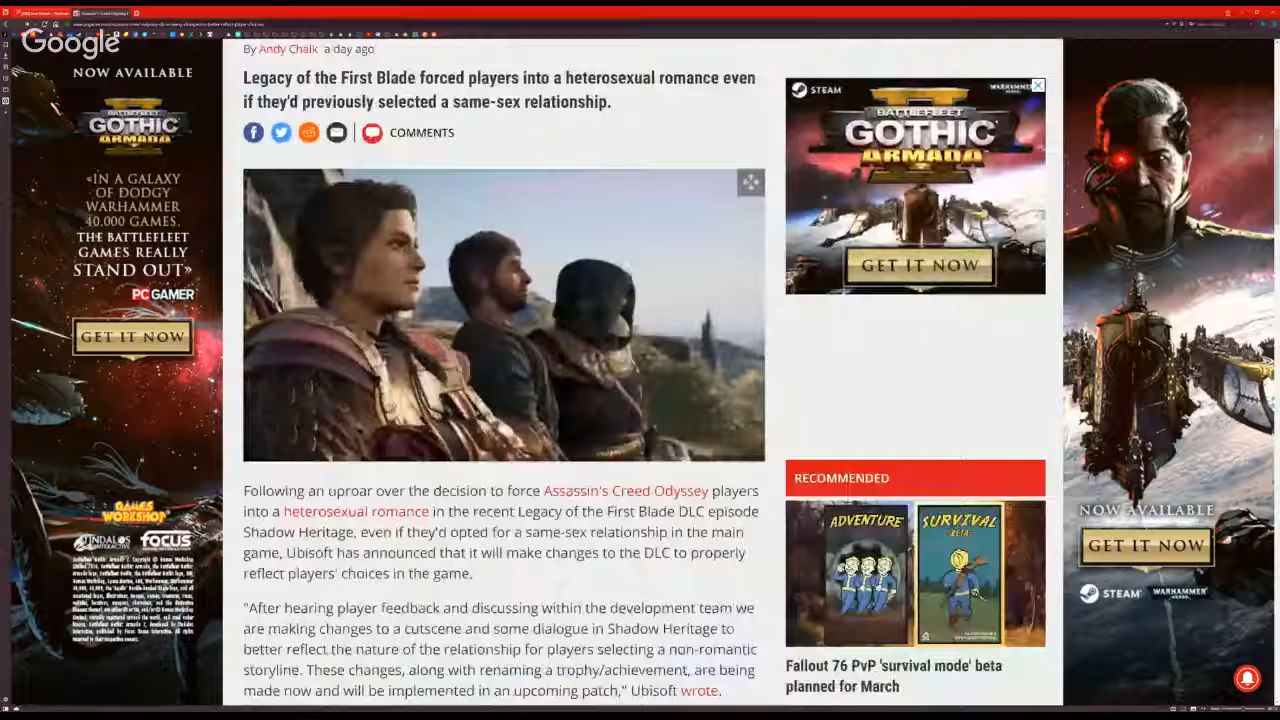 Google
NOW AVAILABLE
BATTLEFLEET
GOTHIC
ARMADA
«IN A GALAXY
OF DODGY
WARHAMMER
40,000 GAMES,
THE BATTLEFLEET
GAMES REALLY
STAND OUT»
PC GAMER
GET IT NOW
GAMES
WORKSHOP
TINDALOS
INTERACTIVE
FOCUS
By Andy Chalk a day ago
Legacy of the First Blade forced players into a heterosexual romance even
if they'd previously selected a same-sex relationship.
COMMENTS
Following an uproar over the decision to force Assassin's Creed Odyssey players
into a heterosexual romance in the recent Legacy of the First Blade DLC episode
Shadow Heritage, even if they'd opted for a same-sex relationship in the main
game, Ubisoft has announced that it will make changes to the DLC to properly
reflect players' choices in the game.
"After hearing player feedback and discussing within the development team we
are making changes to a cutscene and some dialogue in Shadow Heritage to
better reflect the nature of the relationship for players selecting a non-romantic
storyline. These changes, along with renaming a trophy/achievement, are being
made now and will be implemented in an upcoming patch," Ubisoft wrote.
STEAM
WARHAMMER
BATTLEFLEET
GOTHIC
ARMADA
GET IT NOW
RECOMMENDED
ADVENTURE
SURVIVAL
BETA
Fallout 76 PvP 'survival mode' beta
planned for March
NOW AVAILABLE
GET IT NOW
STEAM
WARHAMMER